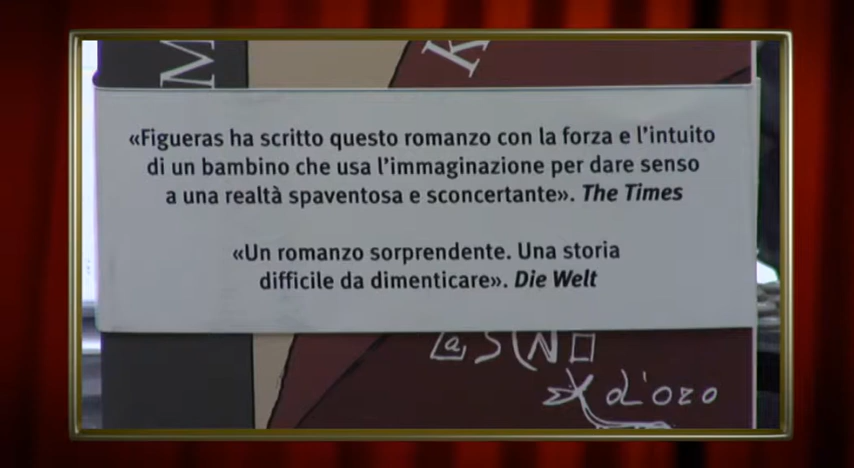 M
K
«Figueras ha scritto questo romanzo con la forza e l'intuito
di un bambino che usa l'immaginazione per dare senso
a una realtà spaventosa e sconcertante». The Times
«Un romanzo sorprendente. Una storia
difficile da dimenticare». Die Welt
d'oro